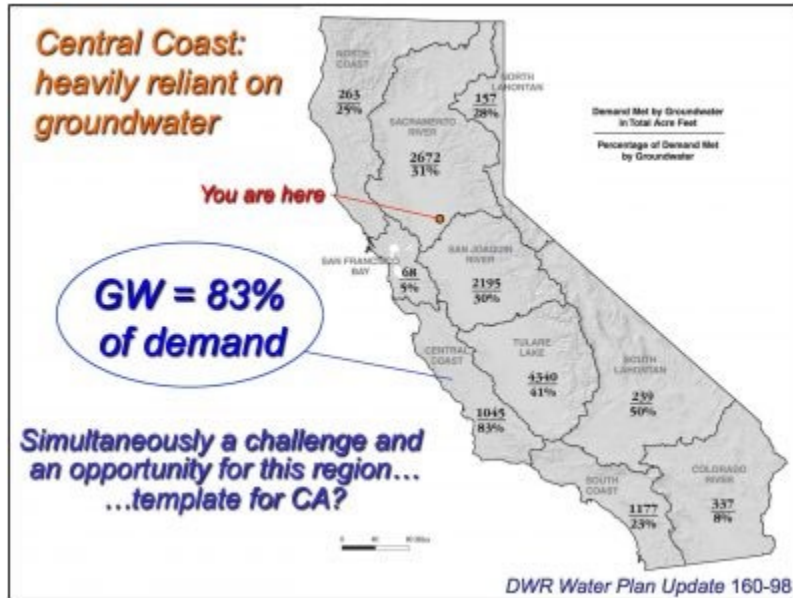 Central Coast:
heavily reliant on
groundwater
NORTH
COAST
263
25%
NORTH
LAHONTAN
157
28%
SACRAMENTO
RIVER
2672
31%
Demand Met by Groundwater
in Total Acre Feet
Percentage of Demand Met
by Groundwater
You are here
SAN FRANCISCO
BAY
68
5%
SAN JOAQUIN
RIVER
2195
30%
GW = 83%
of demand
CENTRAL
COAST
1045
83%
TULARE
LAKE
4340
41%
SOUTH
LAHONTAN
239
50%
Simultaneously a challenge and
an opportunity for this region…
…template for CA?
SOUTH
COAST
1177
23%
COLORADO
RIVER
337
8%
DWR Water Plan Update 160-98